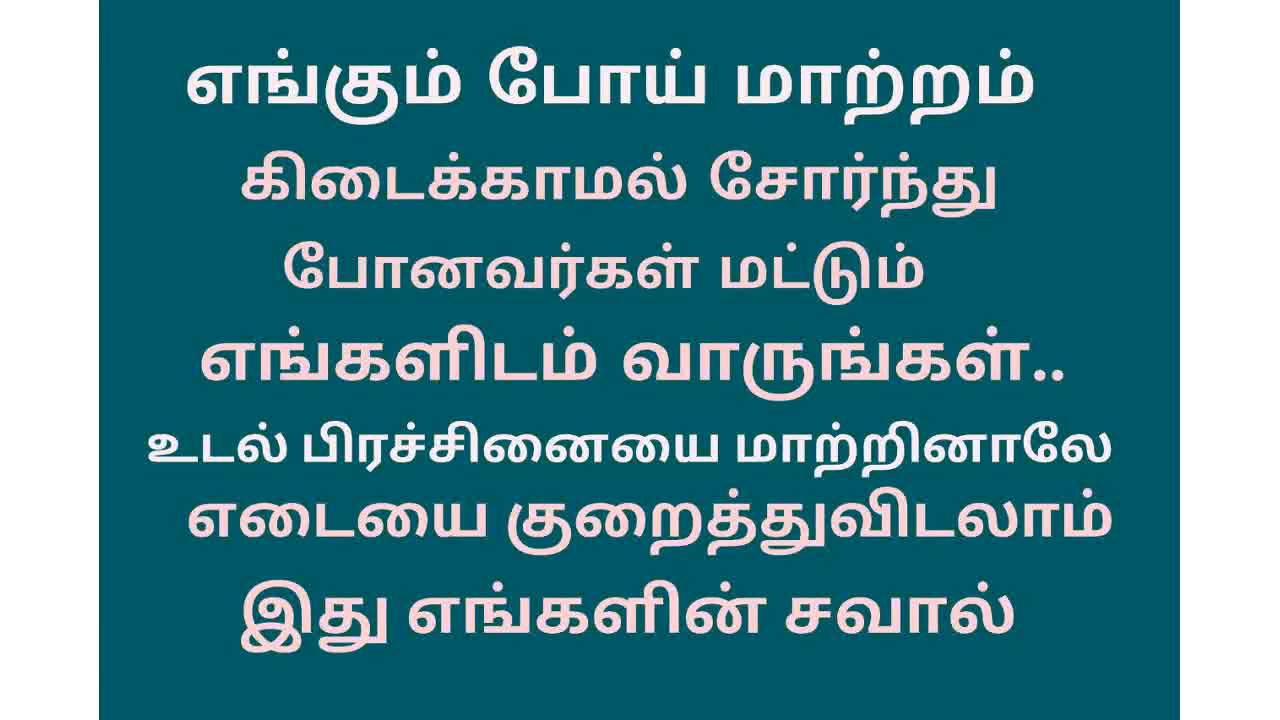 எங்கும் போய் மாற்றம்
கிடைக்காமல் சோர்ந்து
போனவர்கள் மட்டும்
எங்களிடம் வாருங்கள்..
உடல் பிரச்சினையை மாற்றினாலே
எடையை குறைத்துவிடலாம்
இது எங்களின் சவால்